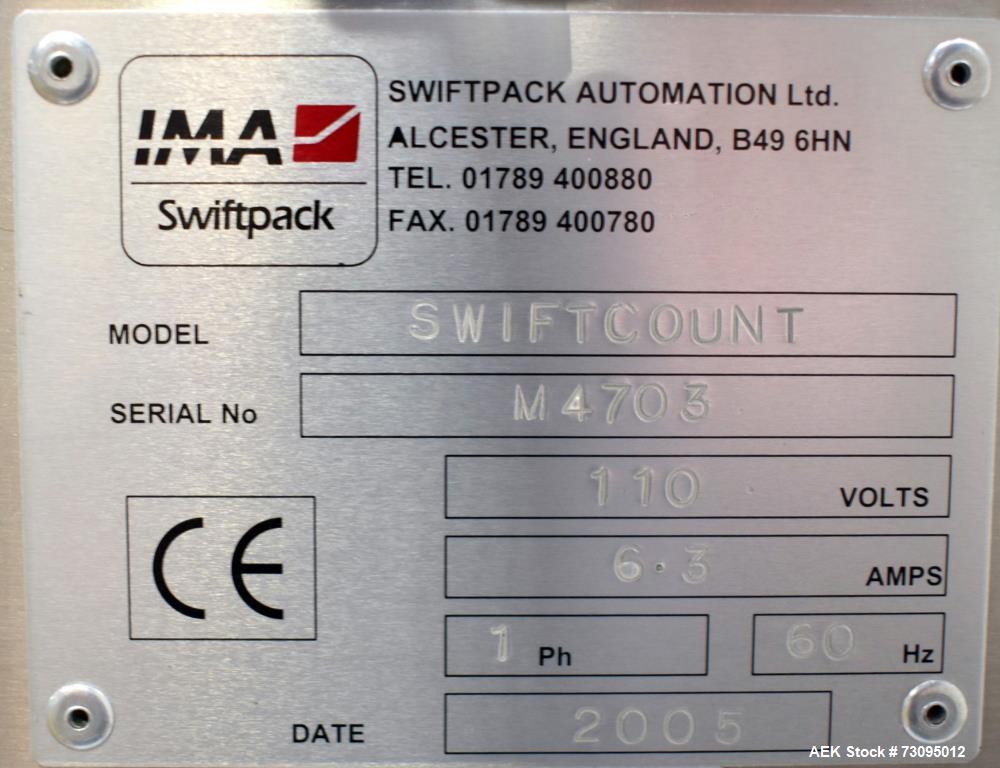 IMA
Swiftpack
SWIFTPACK AUTOMATION Ltd.
ALCESTER, ENGLAND, B49 6HN
TEL. 01789 400880
FAX. 01789 400780
MODEL SWIFTCOUNT
SERIAL No M4703
110 VOLTS
CE
6.3 AMPS
1 Ph 60 Hz
DATE 2005
AEK Stock # 73095012